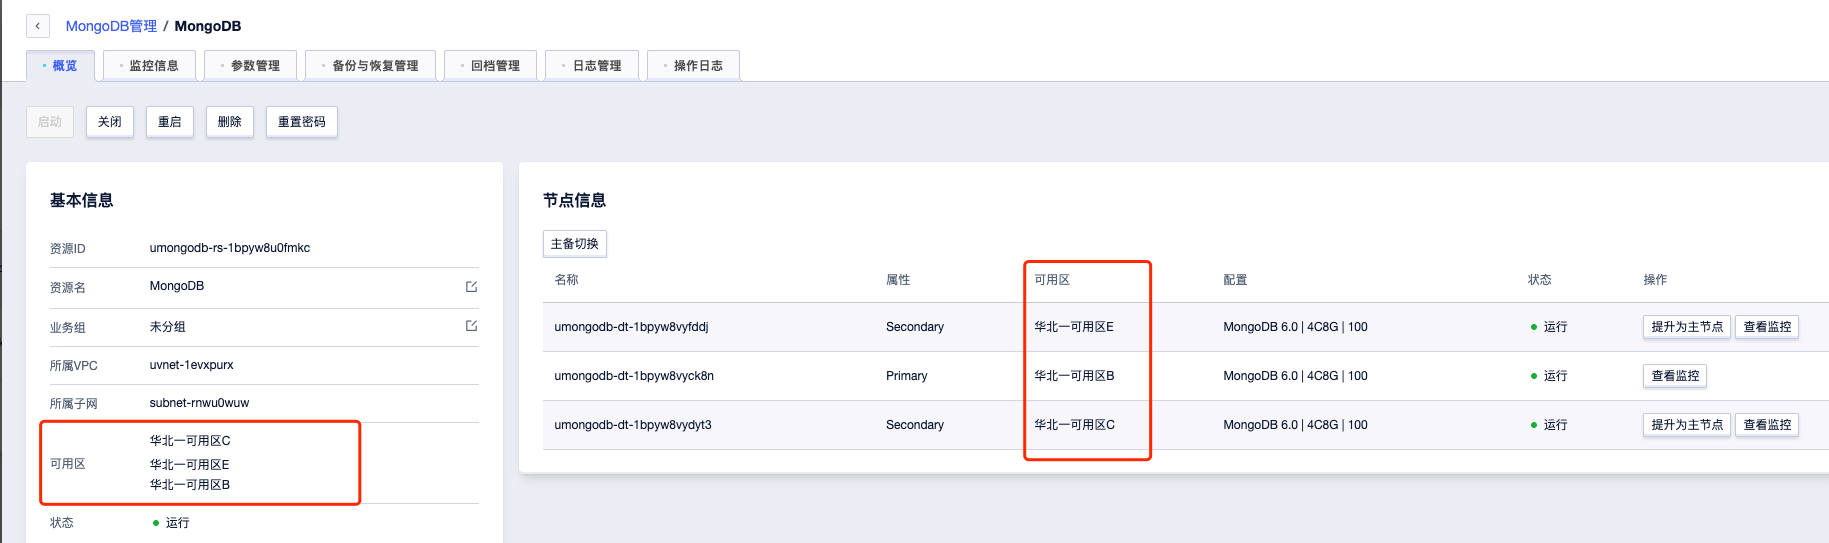 MongoDB管理 / MongoDB
概览 监控信息 参数管理 备份与恢复管理 回档管理 日志管理 操作日志
启动 关闭 重启 删除 重置密码
基本信息
资源ID umongodb-rs-1bpyw8u0fmkc
资源名 MongoDB
业务组 未分组
所属VPC uvnet-1evxpurx
所属子网 subnet-rnwu0wuw
可用区
华北一可用区C
华北一可用区E
华北一可用区B
状态 运行
节点信息
主备切换
名称 属性 可用区 配置 状态 操作
umongodb-dt-1bpyw8vyfddj Secondary 华北一可用区E MongoDB 6.0 | 4C8G | 100 运行 提升为主节点 查看监控
umongodb-dt-1bpyw8vyck8n Primary 华北一可用区B MongoDB 6.0 | 4C8G | 100 运行 查看监控
umongodb-dt-1bpyw8vydyt3 Secondary 华北一可用区C MongoDB 6.0 | 4C8G | 100 运行 提升为主节点 查看监控